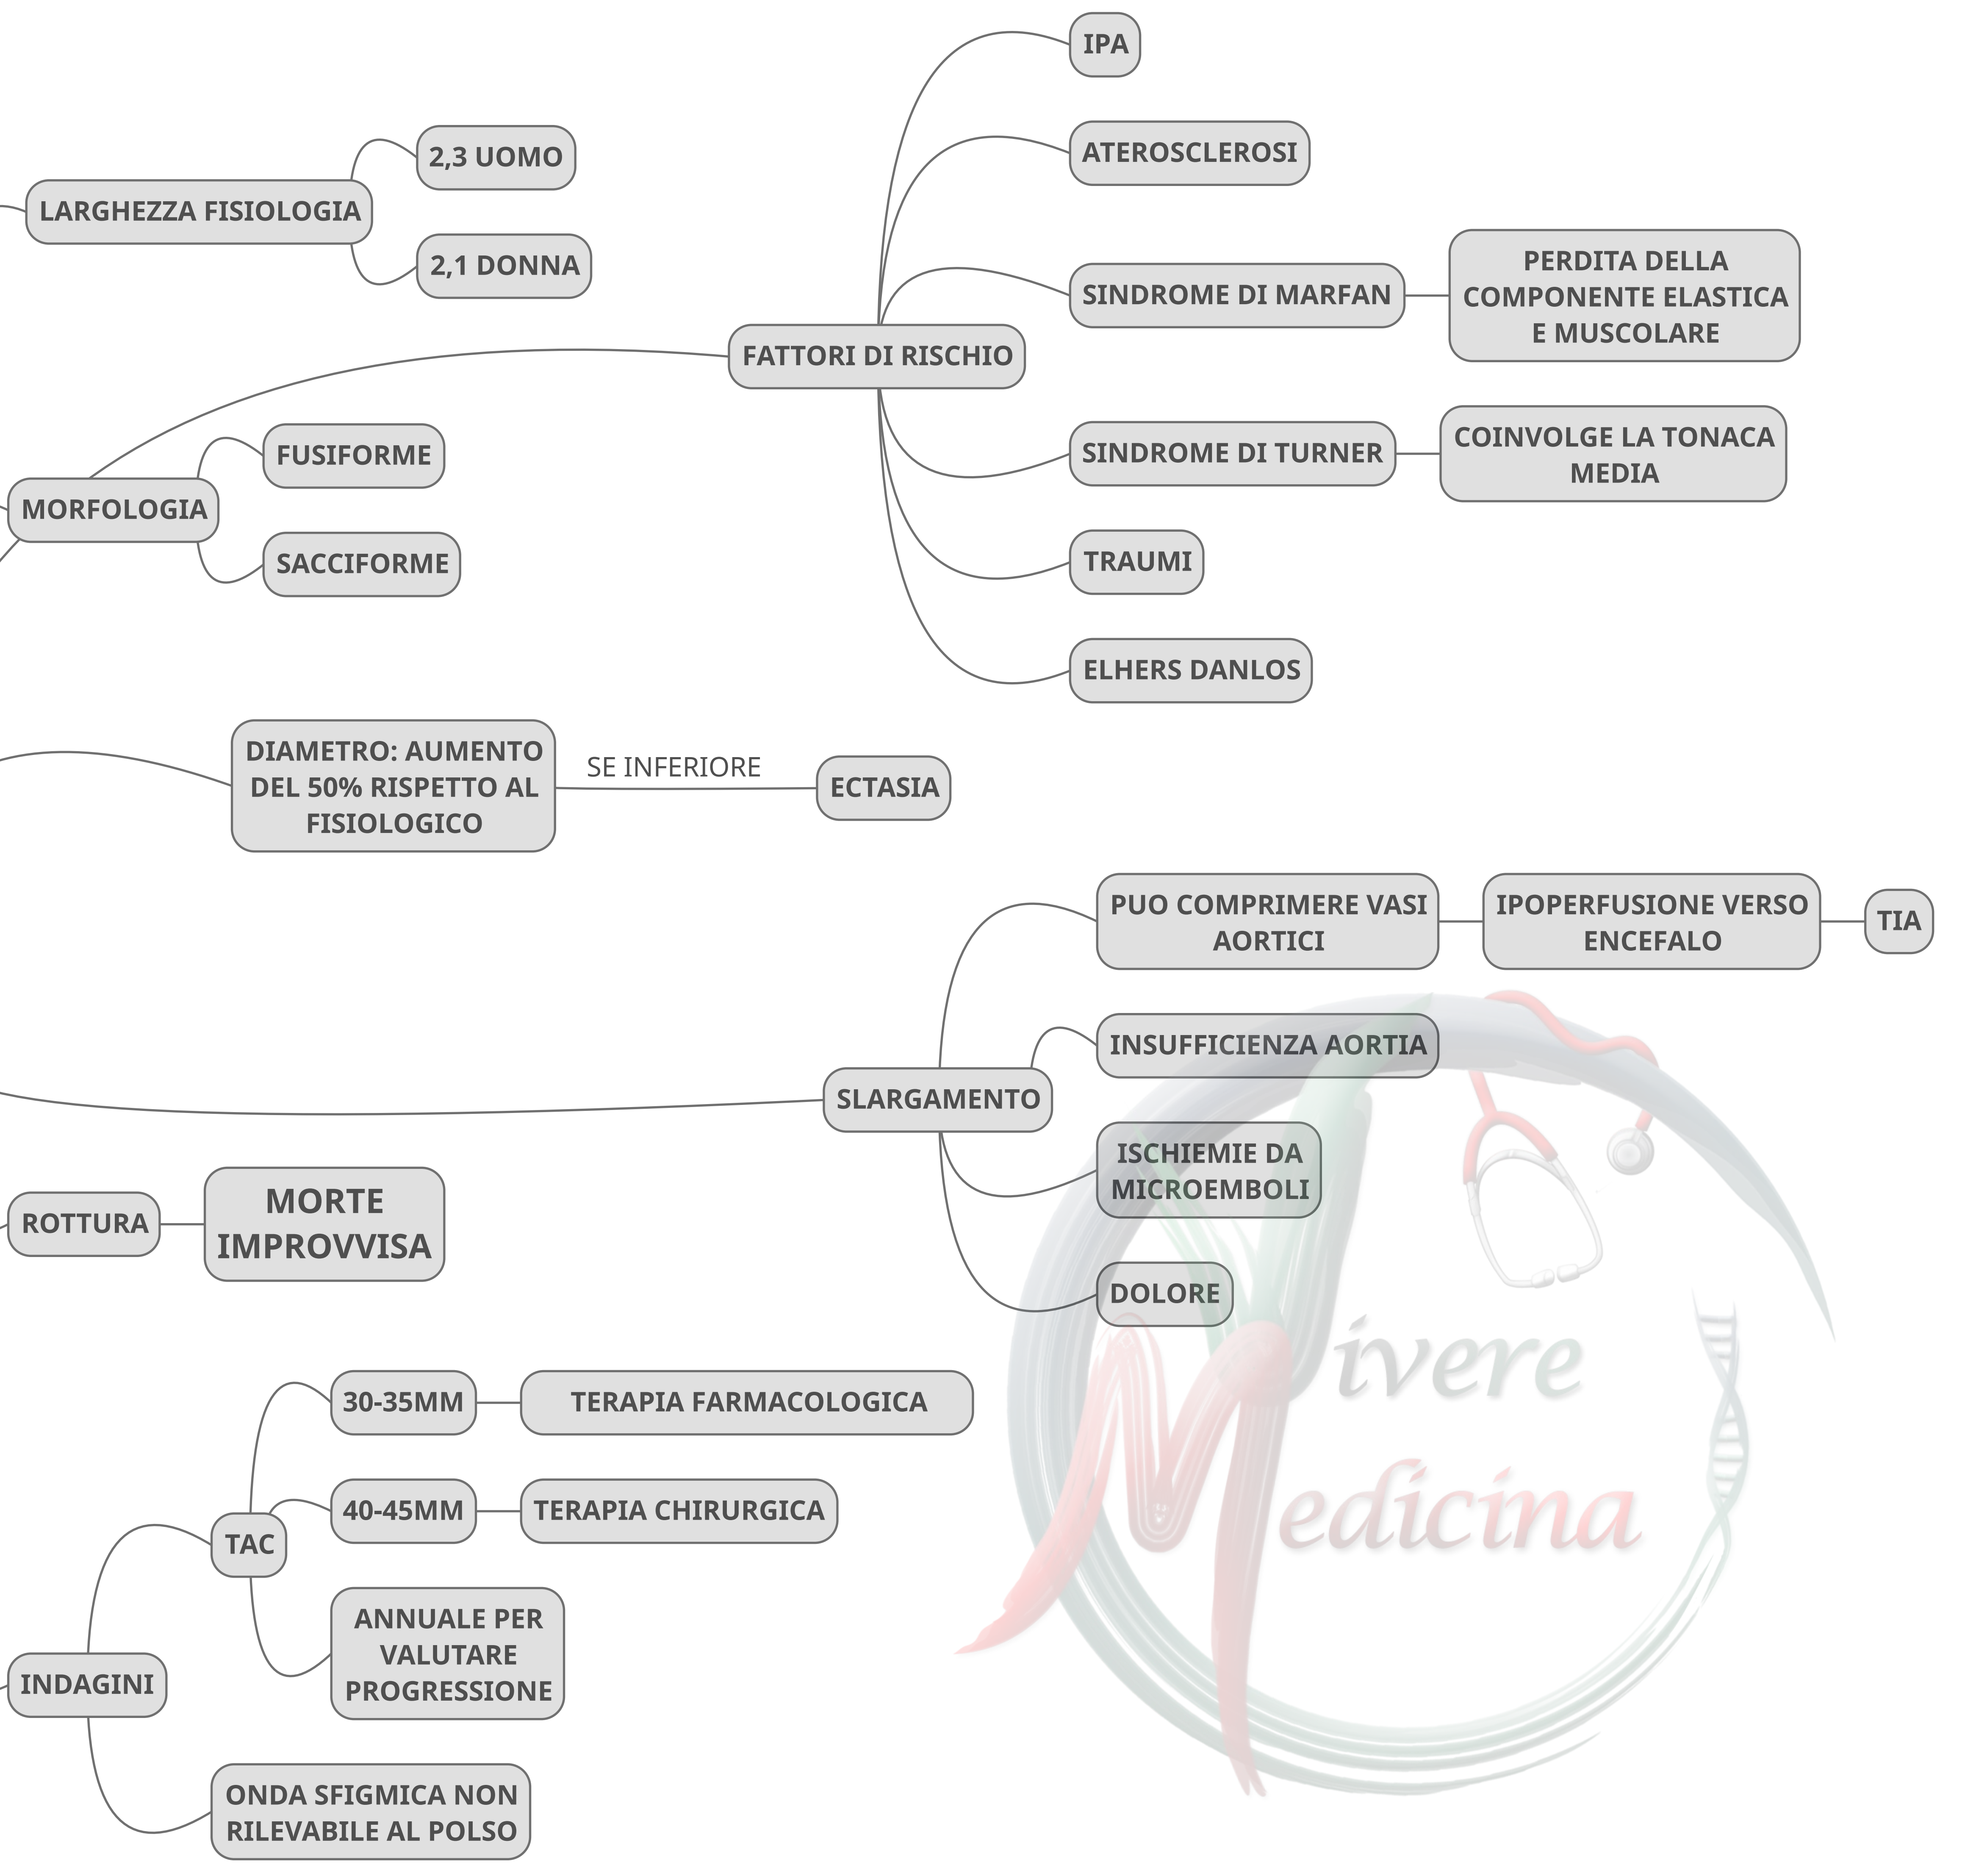 IPA
ATEROSCLEROSI
SINDROME DI MARFAN
PERDITA DELLA
COMPONENTE ELASTICA
E MUSCOLARE
FATTORI DI RISCHIO
SINDROME DI TURNER
COINVOLGE LA TONACA
MEDIA
TRAUMI
ELHERS DANLOS
2,3 UOMO
LARGHEZZA FISIOLOGIA
2,1 DONNA
FUSIFORME
MORFOLOGIA
SACCIFORME
DIAMETRO: AUMENTO
DEL 50% RISPETTO AL
FISIOLOGICO
SE INFERIORE
ECTASIA
PUO COMPRIMERE VASI
AORTICI
IPOPERFUSIONE VERSO
ENCEFALO
TIA
INSUFFICIENZA AORTIA
SLARGAMENTO
ISCHIEMIE DA
MICROEMBOLI
DOLORE
ROTTURA
MORTE
IMPROVVISA
30-35MM
TERAPIA FARMACOLOGICA
40-45MM
TERAPIA CHIRURGICA
TAC
ANNUALE PER
VALUTARE
PROGRESSIONE
INDAGINI
ONDA SFIGMICA NON
RILEVABILE AL POLSO
Vivere
Medicina